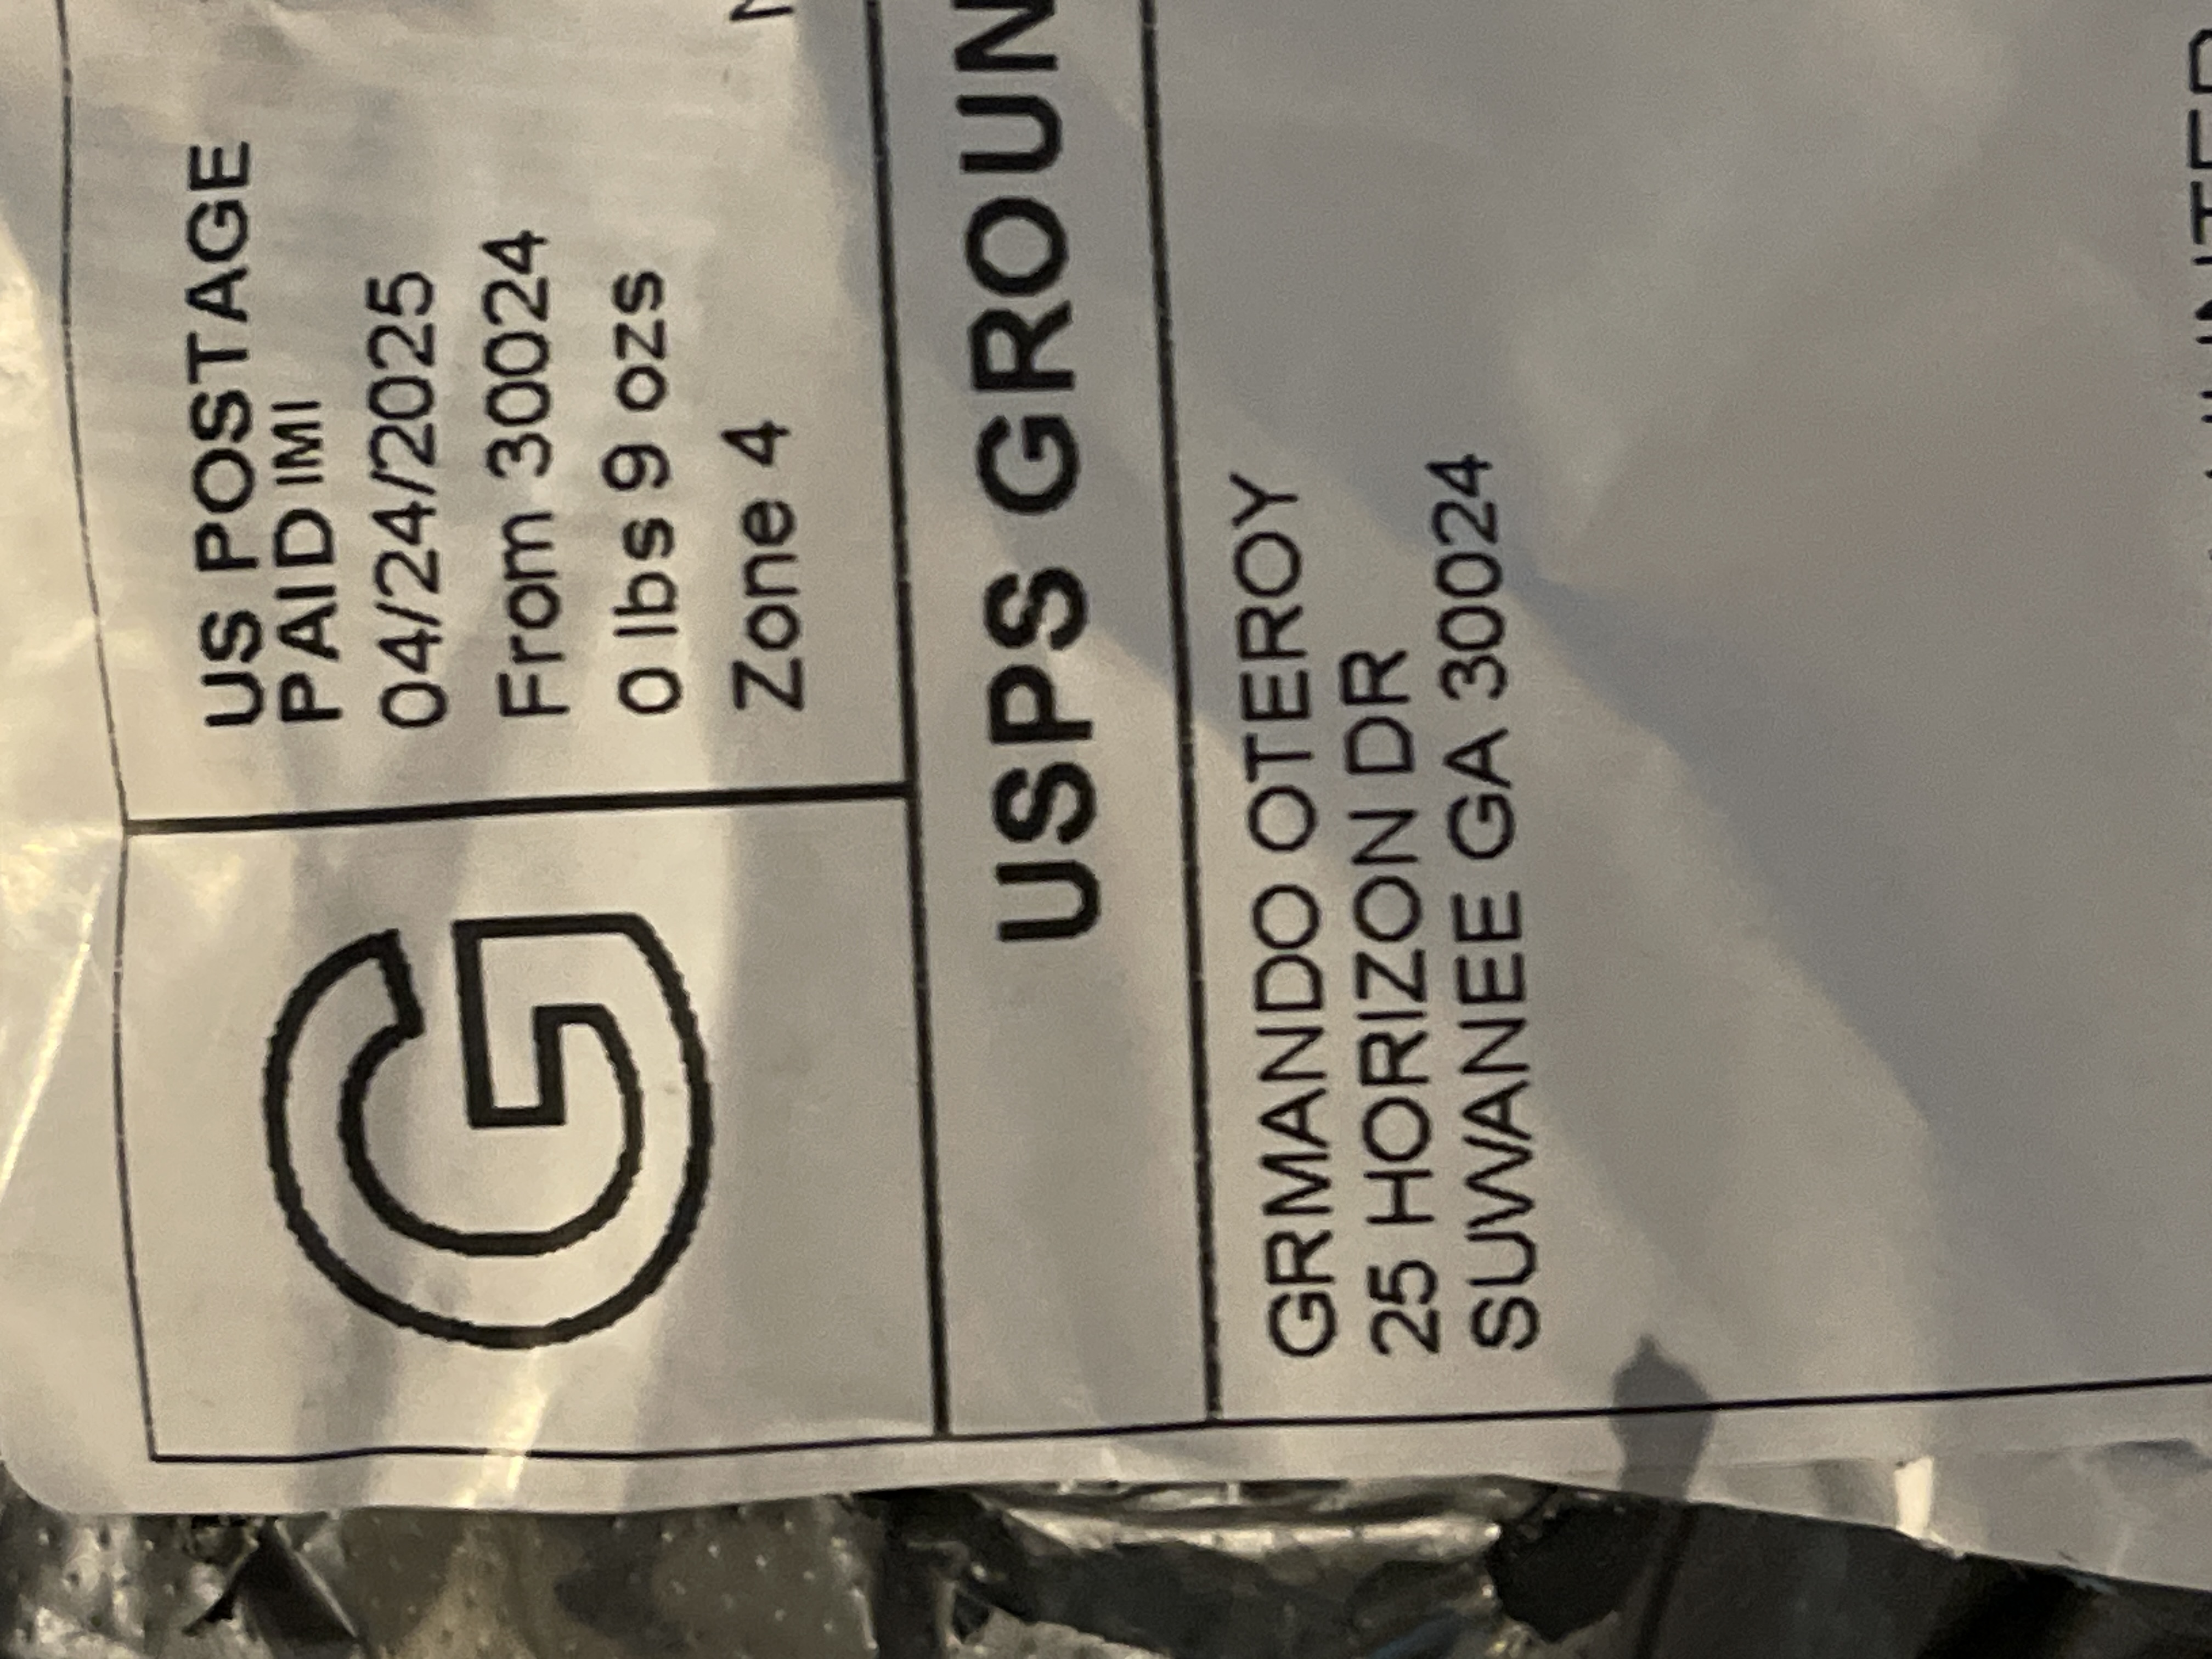 G
US POSTAGE
PAID IMI
04/24/2025
From 30024
0 lbs 9 ozs
Zone 4
USPS GROUN
GRMANDO OTEROY
25 HORIZON DR
SUWANEE GA 30024